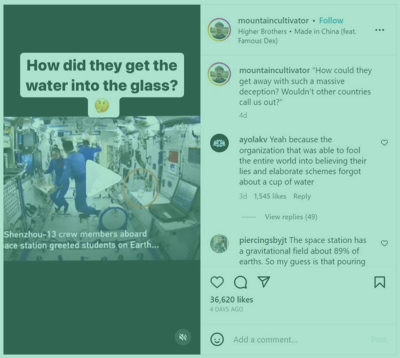 mountaincultivator • Follow
Higher Brothers • Made in China (feat.
Famous Dex)
How did they get the
water into the glass?
Shenzhou-13 crew members aboard
ace station greeted students on Earth...
mountaincultivator "How could they
get away with such a massive
deception? Wouldn't other countries
call us out?"
4d
ayolakv Yeah because the
organization that was able to fool
the entire world into believing their
lies and elaborate schemes forgot
about a cup of water
3d 1,545 likes Reply
View replies (49)
piercingsbyjt The space station has
a gravitational field about 89% of
earths. So my guess is that pouring
36,620 likes
4 DAYS AGO
Add a comment...
Post